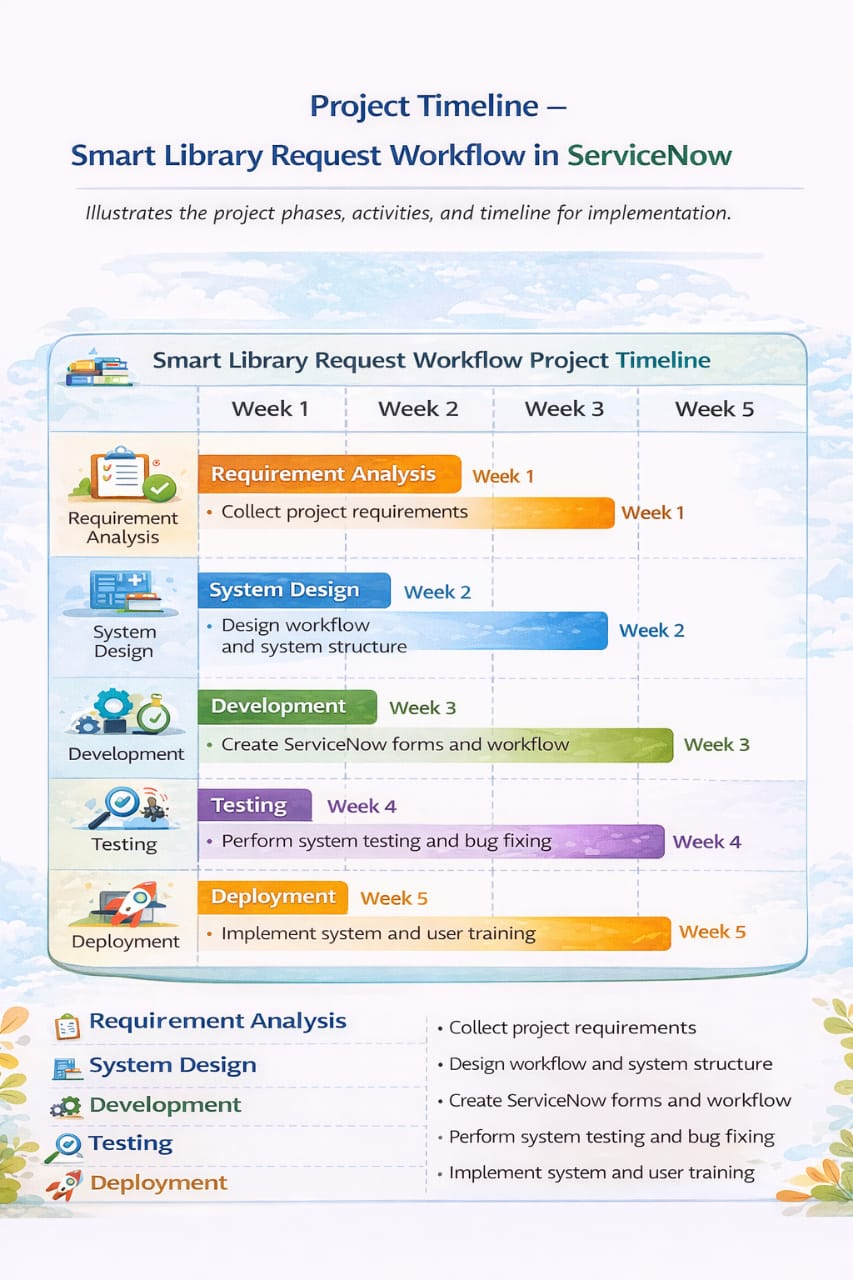 Project Timeline –
Smart Library Request Workflow in ServiceNow
Illustrates the project phases, activities, and timeline for implementation.
Smart Library Request Workflow Project Timeline
Week 1 Week 2 Week 3 Week 5
Requirement Analysis Week 1
• Collect project requirements Week 1
Requirement
Analysis
System Design Week 2
• Design workflow
and system structure Week 2
System
Design
Development Week 3
• Create ServiceNow forms and workflow Week 3
Development
Testing Week 4
• Perform system testing and bug fixing Week 4
Testing
Deployment Week 5
• Implement system and user training Week 5
Deployment
Requirement Analysis
• Collect project requirements
System Design
• Design workflow and system structure
Development
• Create ServiceNow forms and workflow
Testing
• Perform system testing and bug fixing
Deployment
• Implement system and user training